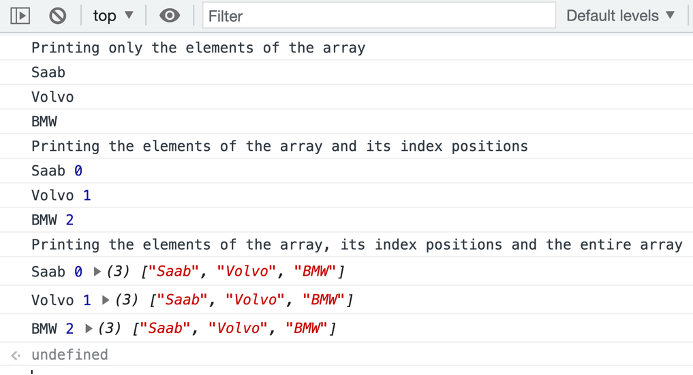 top ▼ Filter Default levels ▼
Printing only the elements of the array
Saab
Volvo
BMW
Printing the elements of the array and its index positions
Saab 0
Volvo 1
BMW 2
Printing the elements of the array, its index positions and the entire array
Saab 0 ▶(3) ["Saab", "Volvo", "BMW"]
Volvo 1 ▶(3) ["Saab", "Volvo", "BMW"]
BMW 2 ▶(3) ["Saab", "Volvo", "BMW"]
undefined